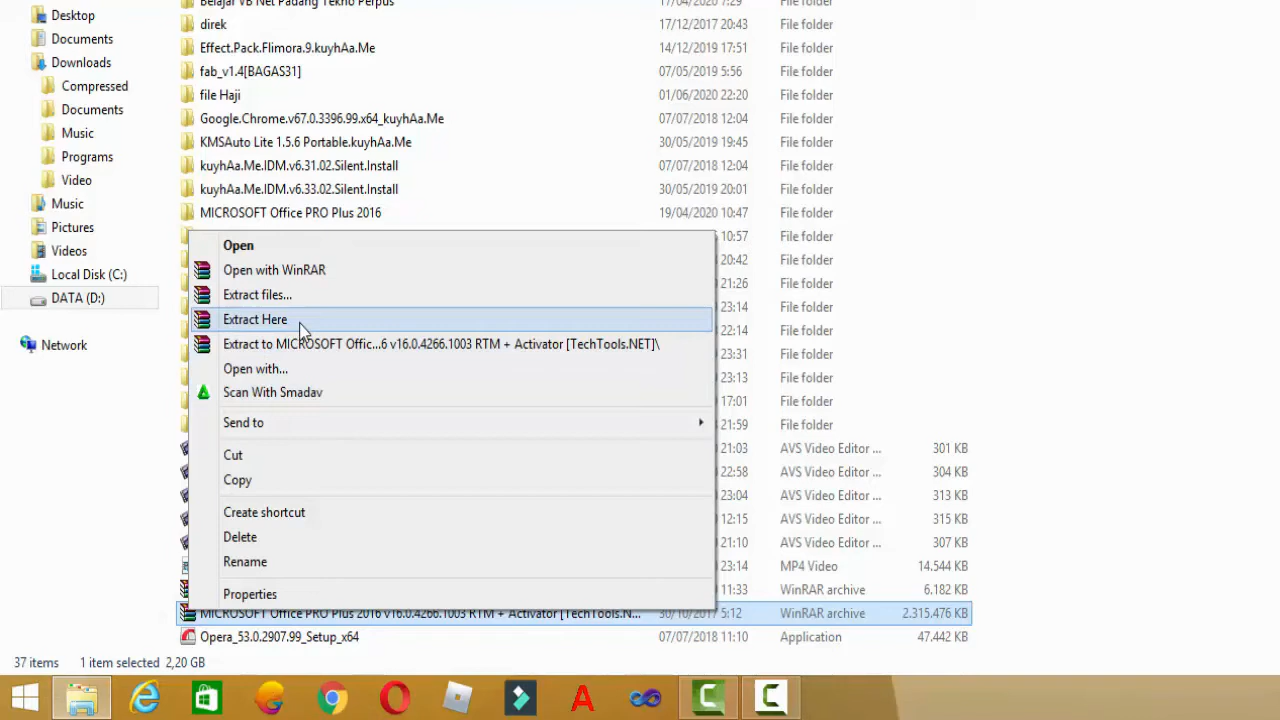 Desktop
Documents
Downloads
Compressed
Documents
Music
Programs
Video
Music
Pictures
Videos
Local Disk (C:)
DATA (D:)
Network
Belajar VB Net Padang Tekno Perpus 17/04/2020 7:29 File folder
direk 17/12/2017 20:43 File folder
Effect.Pack.Flimora.9.kuyhAa.Me 14/12/2019 17:51 File folder
fab_v1.4[BAGAS31] 07/05/2019 5:56 File folder
file Haji 01/06/2020 22:20 File folder
Google.Chrome.v67.0.3396.99.x64_kuyhAa.Me 07/07/2018 12:04 File folder
KMSAuto Lite 1.5.6 Portable.kuyhAa.Me 30/05/2019 19:45 File folder
kuyhAa.Me.IDM.v6.31.02.Silent.Install 07/07/2018 12:04 File folder
kuyhAa.Me.IDM.v6.33.02.Silent.Install 30/05/2019 20:01 File folder
MICROSOFT Office PRO Plus 2016 19/04/2020 10:47 File folder
10:57 File folder
20:42 File folder
21:26 File folder
23:14 File folder
22:14 File folder
23:31 File folder
23:13 File folder
17:01 File folder
21:59 File folder
21:03 AVS Video Editor ... 301 KB
22:58 AVS Video Editor ... 304 KB
23:04 AVS Video Editor ... 313 KB
12:15 AVS Video Editor ... 315 KB
21:10 AVS Video Editor ... 307 KB
23:14 MP4 Video 14.544 KB
11:33 WinRAR archive 6.182 KB
MICROSOFT Office PRO Plus 2016 v16.0.4266.1003 RTM + Activator [TechTools.N... 30/10/2017 5:12 WinRAR archive 2.315.476 KB
Opera_53.0.2907.99_Setup_x64 07/07/2018 11:10 Application 47.442 KB
Open
Open with WinRAR
Extract files...
Extract Here
Extract to MICROSOFT Offic...6 v16.0.4266.1003 RTM + Activator [TechTools.NET]\
Open with...
Scan With Smadav
Send to
Cut
Copy
Create shortcut
Delete
Rename
Properties
37 items 1 item selected 2,20 GB